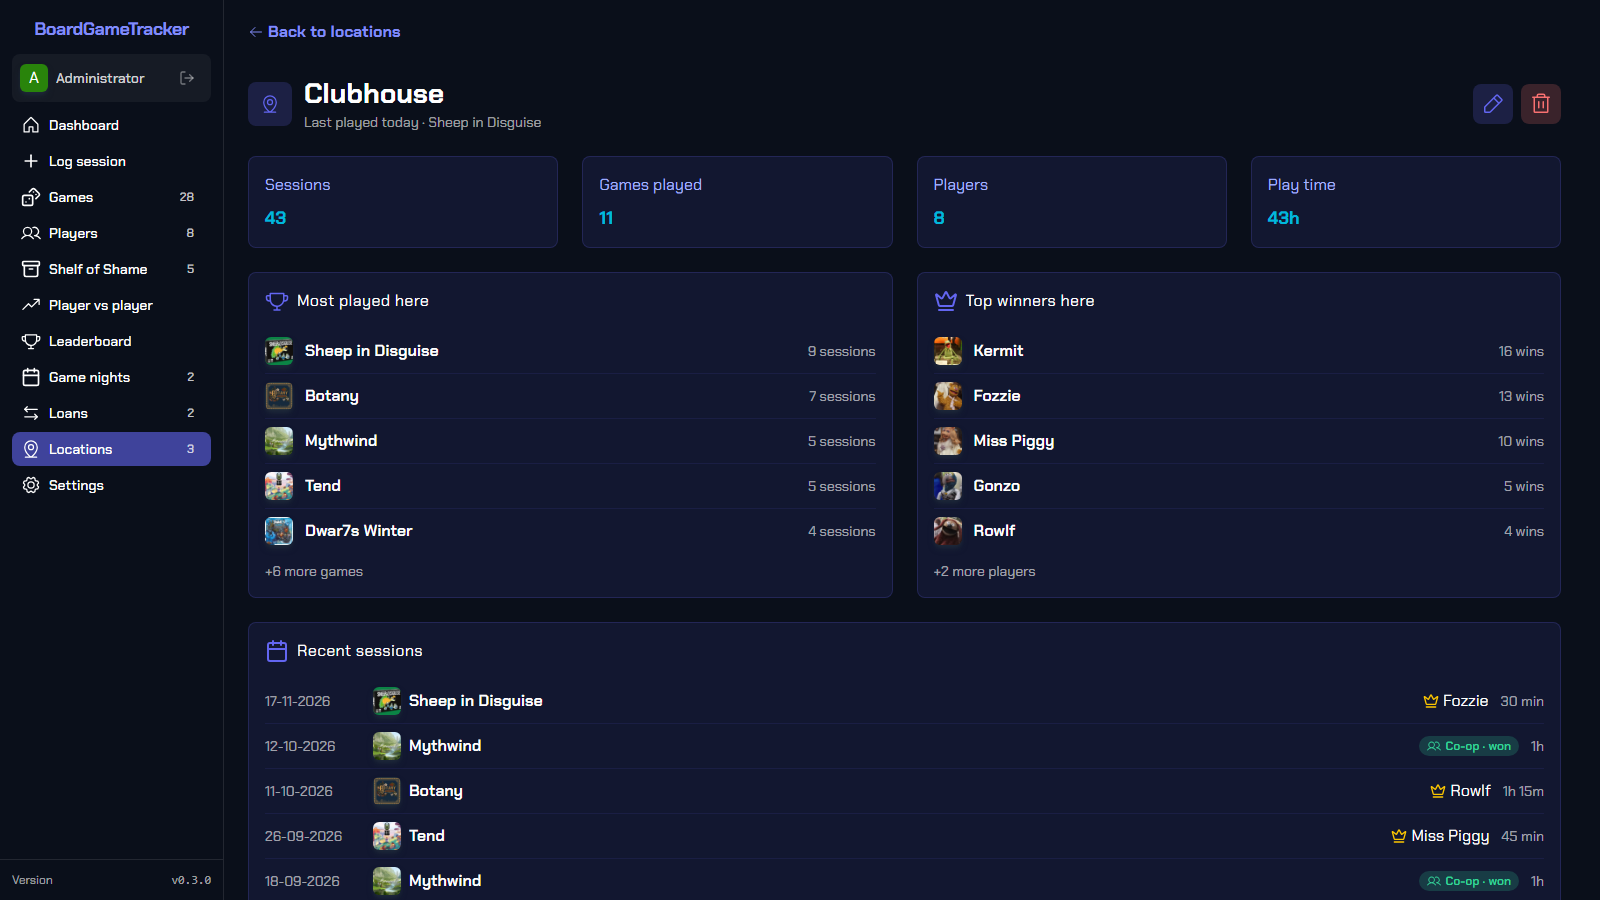 BoardGameTracker
A Administrator
Dashboard
Log session
Games 28
Players 8
Shelf of Shame 5
Player vs player
Leaderboard
Game nights 2
Loans 2
Locations 3
Settings
Version v0.3.0
← Back to locations
Clubhouse
Last played today · Sheep in Disguise
Sessions
43
Games played
11
Players
8
Play time
43h
Most played here
Sheep in Disguise 9 sessions
Botany 7 sessions
Mythwind 5 sessions
Tend 5 sessions
Dwar7s Winter 4 sessions
+6 more games
Top winners here
Kermit 16 wins
Fozzie 13 wins
Miss Piggy 10 wins
Gonzo 5 wins
Rowlf 4 wins
+2 more players
Recent sessions
17-11-2026 Sheep in Disguise Fozzie 30 min
12-10-2026 Mythwind Co-op · won 1h
11-10-2026 Botany Rowlf 1h 15m
26-09-2026 Tend Miss Piggy 45 min
18-09-2026 Mythwind Co-op · won 1h